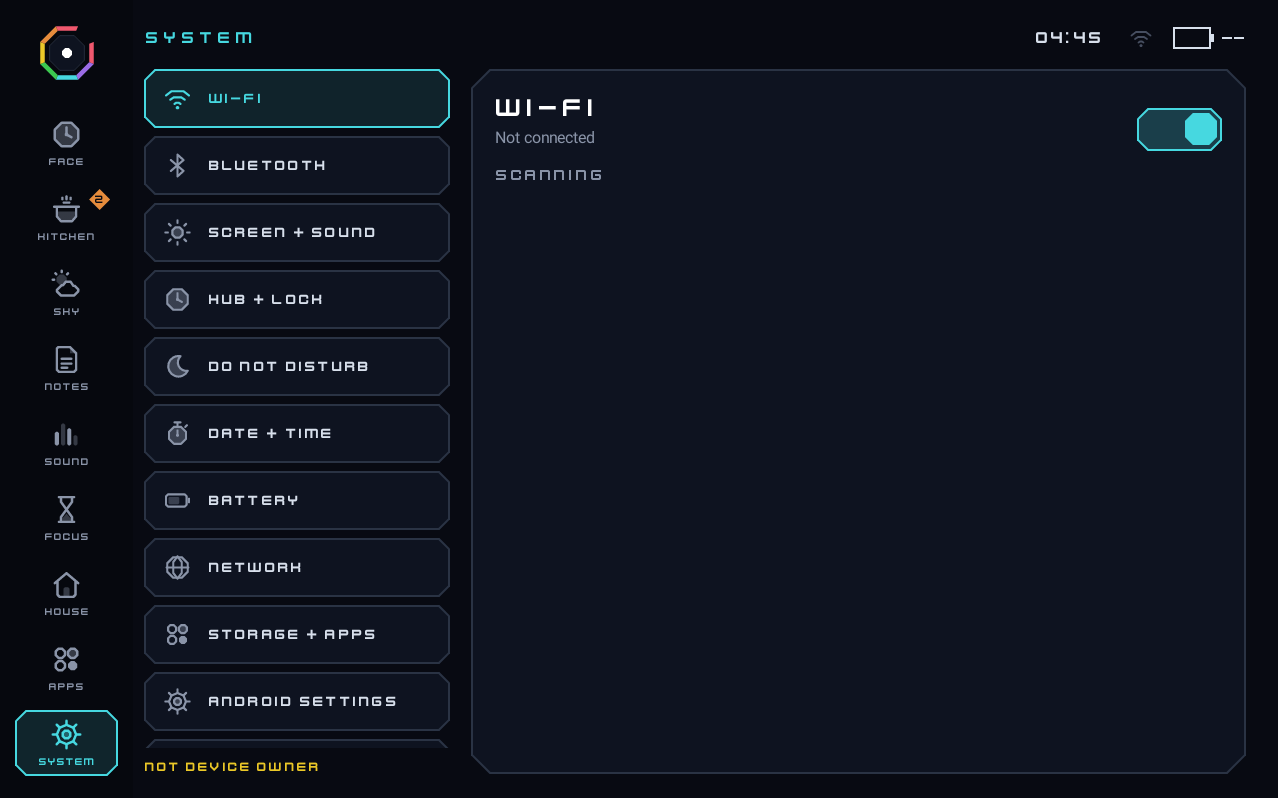 SYSTEM
04:45
--
FACE
2
KITCHEN
SKY
NOTES
SOUND
FOCUS
HOUSE
APPS
SYSTEM
WI-FI
BLUETOOTH
SCREEN + SOUND
HUB + LOCK
DO NOT DISTURB
DATE + TIME
BATTERY
NETWORK
STORAGE + APPS
ANDROID SETTINGS
NOT DEVICE OWNER
WI-FI
Not connected
SCANNING